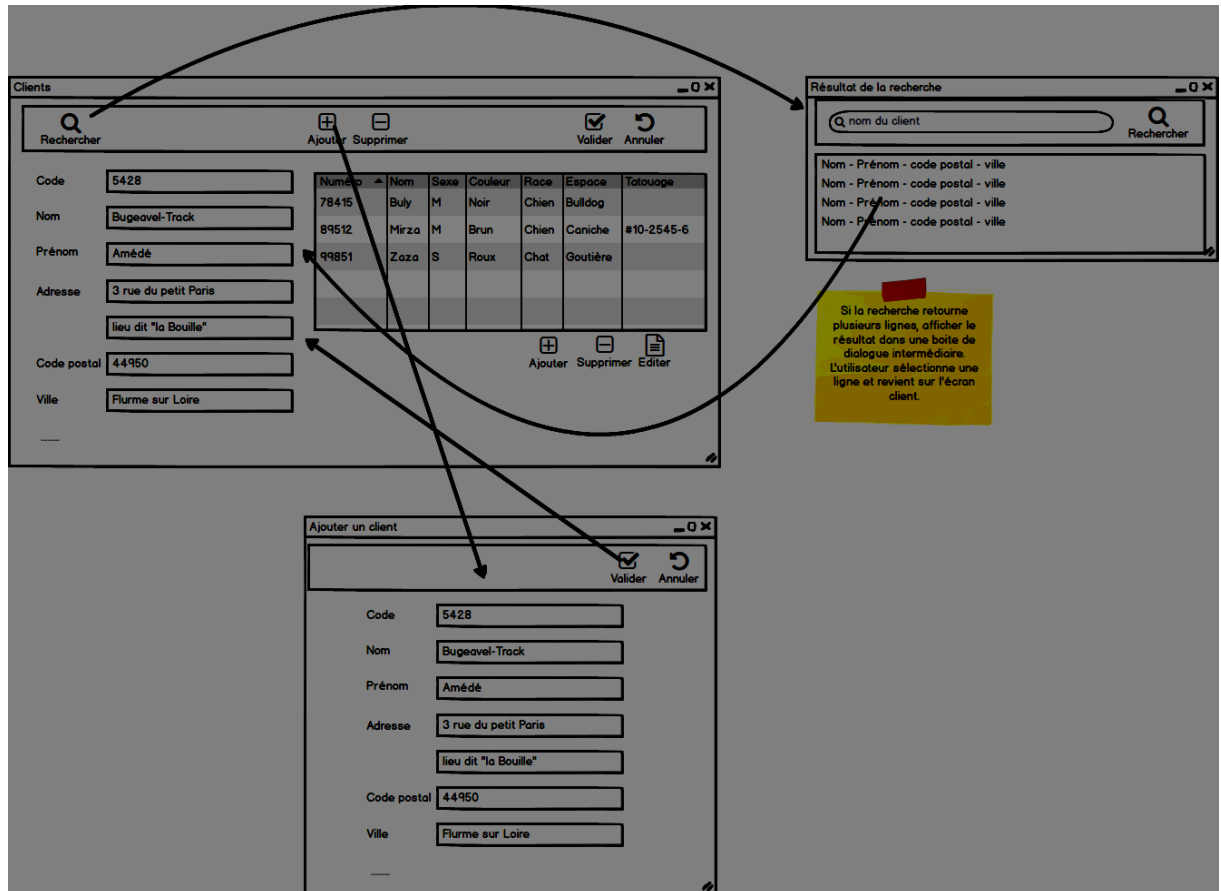 Clients
Rechercher
Ajouter Supprimer
Valider Annuler
Code 5428
Nom Bugeavel-Track
Prénom Amédé
Adresse 3 rue du petit Paris
lieu dit "la Bouille"
Code postal 44950
Ville Flurme sur Loire
........
Numéro Nom Sexe Couleur Race Espace Tatouage
78415 Buly M Noir Chien Bulldog
89512 Mirza M Brun Chien Caniche #10-2545-6
99851 Zaza S Roux Chat Goutière
Ajouter Supprimer Editer
Résultat de la recherche
nom du client
Rechercher
Nom - Prénom - code postal - ville
Nom - Prénom - code postal - ville
Nom - Prénom - code postal - ville
Nom - Prénom - code postal - ville
Si la recherche retourne
plusieurs lignes, afficher le
résultat dans une boite de
dialogue intermédiaire.
L'utilisateur sélectionne une
ligne et revient sur l'écran
client.
Ajouter un client
Valider Annuler
Code 5428
Nom Bugeavel-Track
Prénom Amédé
Adresse 3 rue du petit Paris
lieu dit "la Bouille"
Code postal 44950
Ville Flurme sur Loire
........